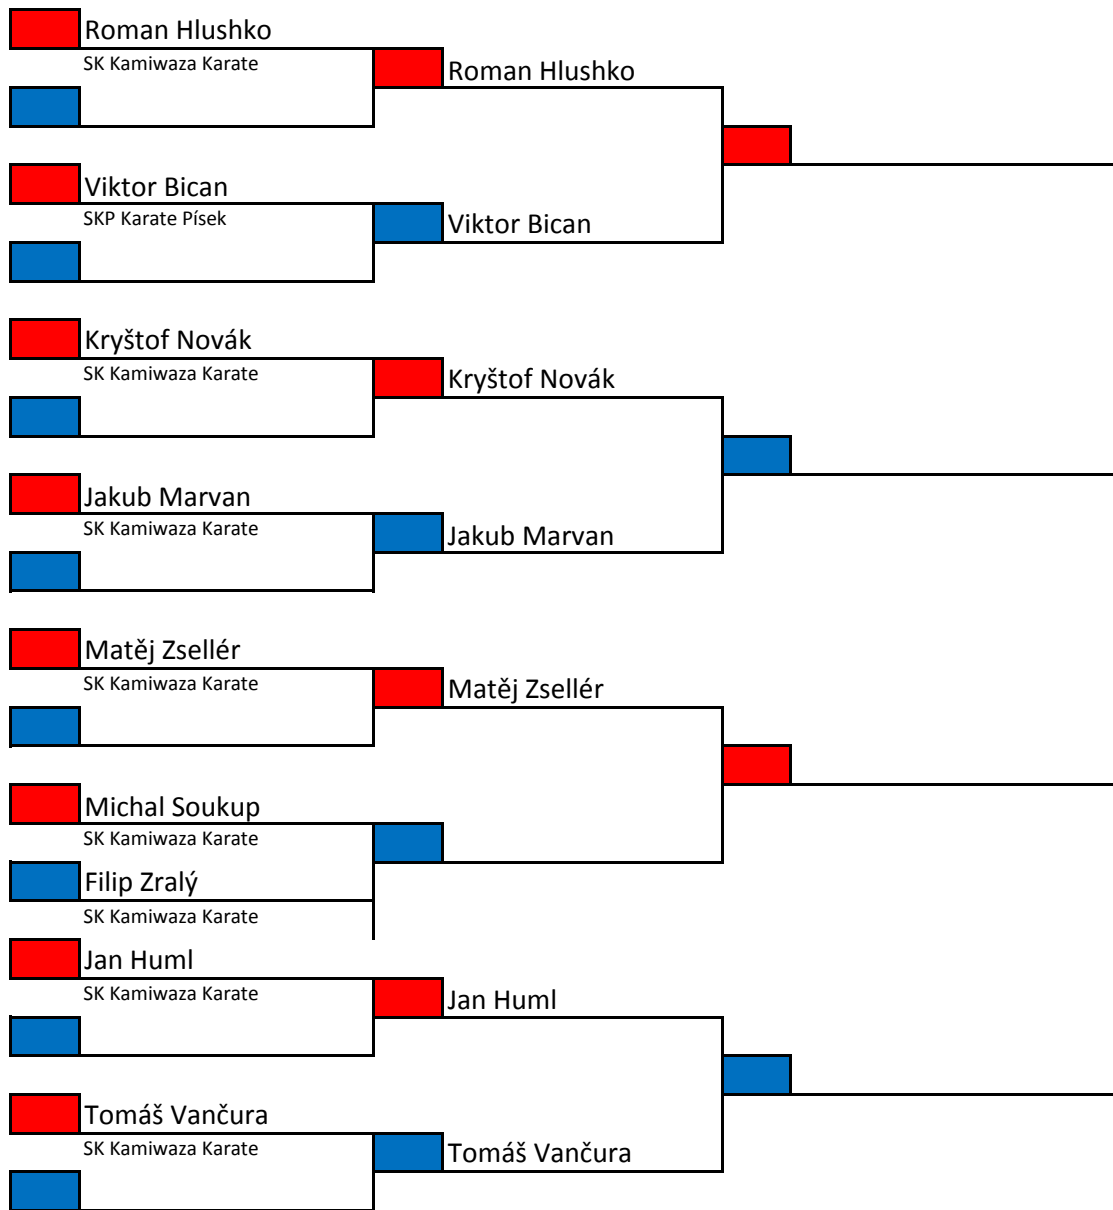 Roman Hlushko
SK Kamiwaza Karate
Roman Hlushko
Viktor Bican
SKP Karate Písek
Viktor Bican
Kryštof Novák
SK Kamiwaza Karate
Kryštof Novák
Jakub Marvan
SK Kamiwaza Karate
Jakub Marvan
Matěj Zsellér
SK Kamiwaza Karate
Matěj Zsellér
Michal Soukup
SK Kamiwaza Karate
Filip Zralý
SK Kamiwaza Karate
Jan Huml
SK Kamiwaza Karate
Jan Huml
Tomáš Vančura
SK Kamiwaza Karate
Tomáš Vančura